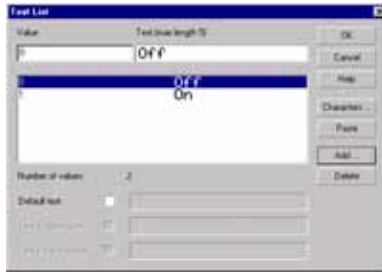 Text List
Value
Text (max length 5)
OK
0
Off
Cancel
Help
0 Off
1 On
Characters...
Paste
Add...
Delete
Number of values: 2
Default text